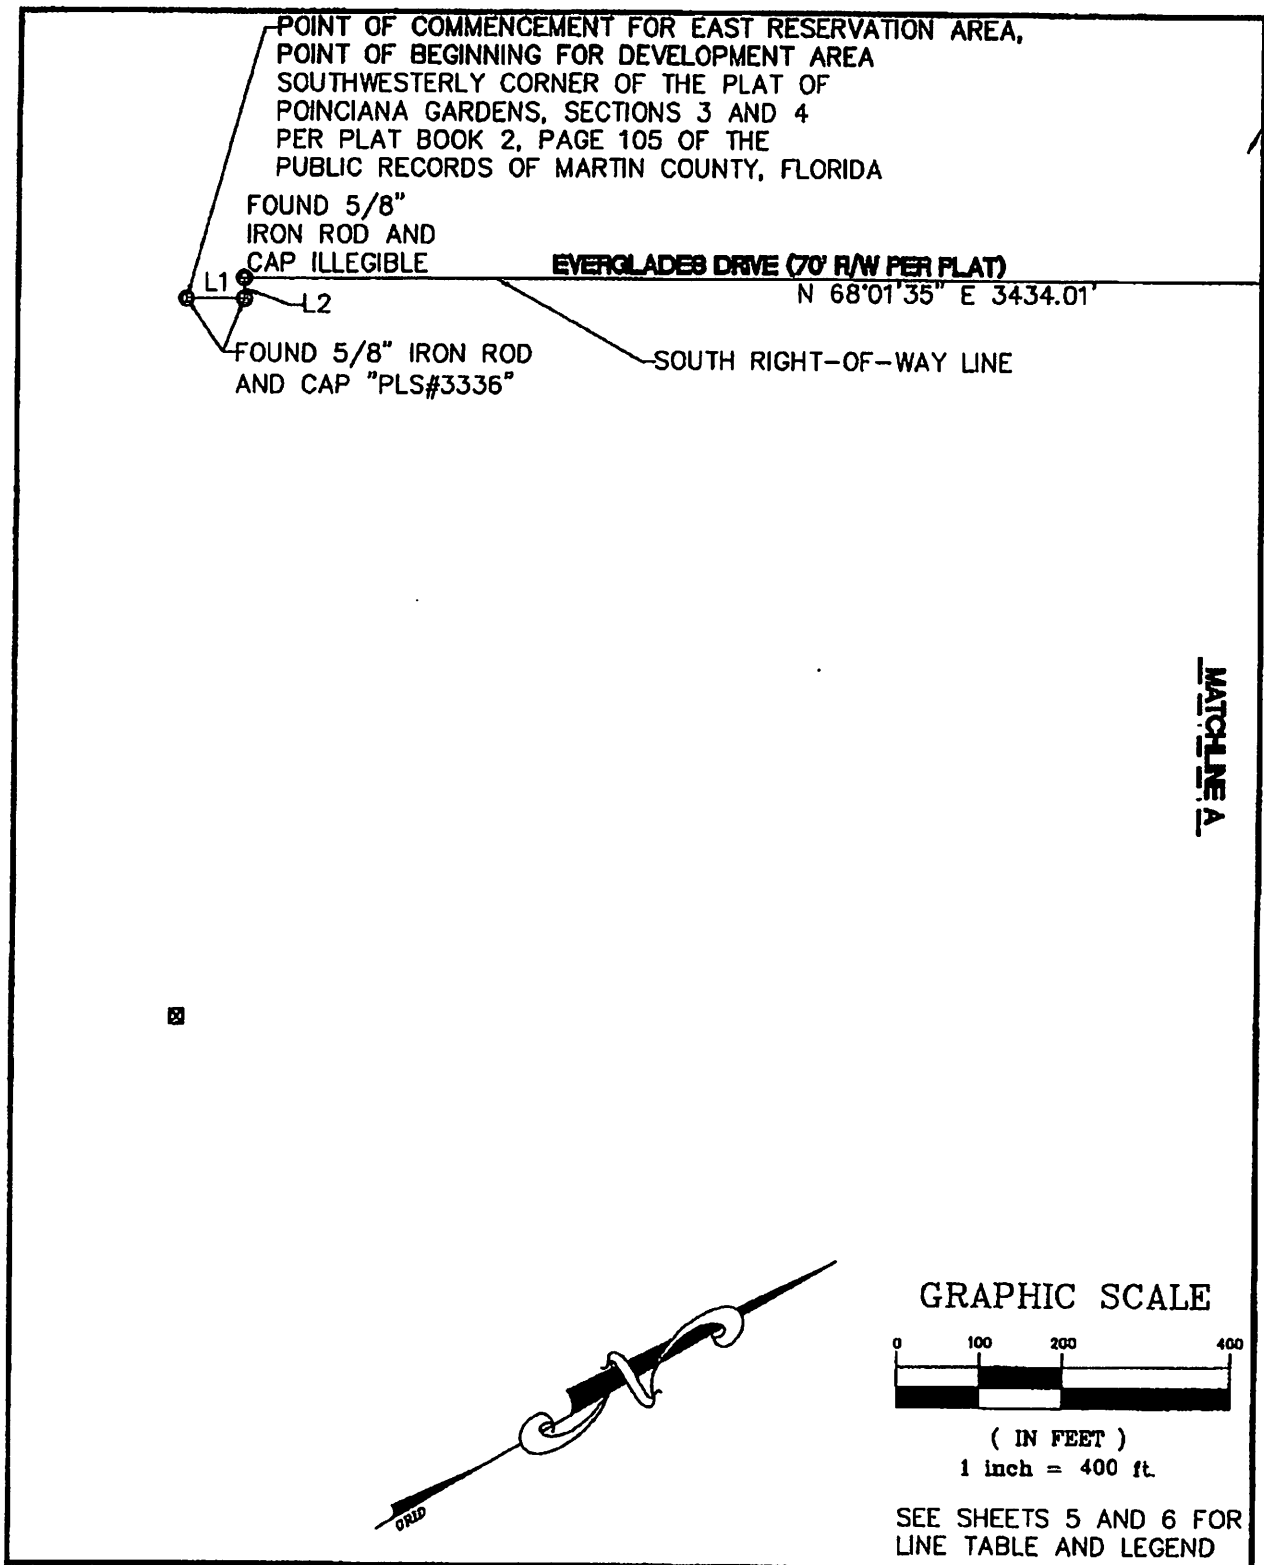 POINT OF COMMENCEMENT FOR EAST RESERVATION AREA,
POINT OF BEGINNING FOR DEVELOPMENT AREA
SOUTHWESTERLY CORNER OF THE PLAT OF
POINCIANA GARDENS, SECTIONS 3 AND 4
PER PLAT BOOK 2, PAGE 105 OF THE
PUBLIC RECORDS OF MARTIN COUNTY, FLORIDA
FOUND 5/8"
IRON ROD AND
CAP ILLEGIBLE
EVERGLADES DRIVE (70' R/W PER PLAT)
N 68°01'35" E 3434.01'
L1
L2
FOUND 5/8" IRON ROD
AND CAP "PLS#3336"
SOUTH RIGHT-OF-WAY LINE
MATCHLINE A
GRID
GRAPHIC SCALE
0 100 200 400
( IN FEET )
1 inch = 400 ft.
SEE SHEETS 5 AND 6 FOR
LINE TABLE AND LEGEND